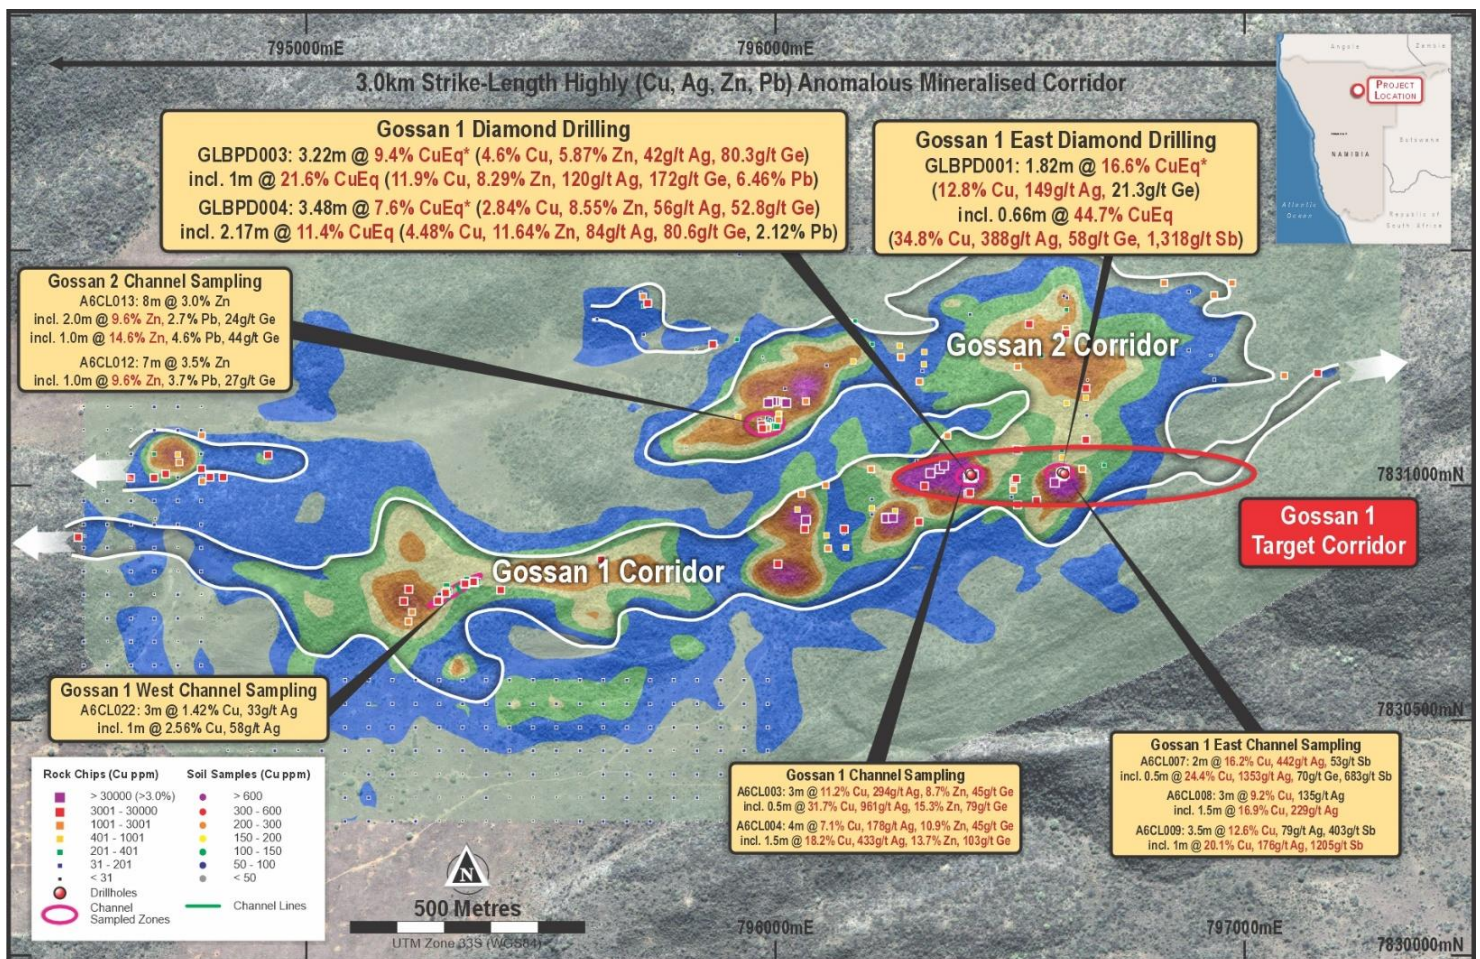 795000mE
796000mE
3.0km Strike-Length Highly (Cu, Ag, Zn, Pb) Anomalous Mineralised Corridor
Angola
Zambia
PROJECT
LOCATION
NAMIBIA
Botswana
Atlantic
Ocean
Republic of
South Africa
Gossan 1 Diamond Drilling
GLBPD003: 3.22m @ 9.4% CuEq* (4.6% Cu, 5.87% Zn, 42g/t Ag, 80.3g/t Ge)
incl. 1m @ 21.6% CuEq (11.9% Cu, 8.29% Zn, 120g/t Ag, 172g/t Ge, 6.46% Pb)
GLBPD004: 3.48m @ 7.6% CuEq* (2.84% Cu, 8.55% Zn, 56g/t Ag, 52.8g/t Ge)
incl. 2.17m @ 11.4% CuEq (4.48% Cu, 11.64% Zn, 84g/t Ag, 80.6g/t Ge, 2.12% Pb)
Gossan 1 East Diamond Drilling
GLBPD001: 1.82m @ 16.6% CuEq*
(12.8% Cu, 149g/t Ag, 21.3g/t Ge)
incl. 0.66m @ 44.7% CuEq
(34.8% Cu, 388g/t Ag, 58g/t Ge, 1,318g/t Sb)
Gossan 2 Channel Sampling
A6CL013: 8m @ 3.0% Zn
incl. 2.0m @ 9.6% Zn, 2.7% Pb, 24g/t Ge
incl. 1.0m @ 14.6% Zn, 4.6% Pb, 44g/t Ge
A6CL012: 7m @ 3.5% Zn
incl. 1.0m @ 9.6% Zn, 3.7% Pb, 27g/t Ge
Gossan 2 Corridor
7831000mN
Gossan 1
Target Corridor
Gossan 1 Corridor
Gossan 1 West Channel Sampling
A6CL022: 3m @ 1.42% Cu, 33g/t Ag
incl. 1m @ 2.56% Cu, 58g/t Ag
7830500mN
Gossan 1 Channel Sampling
A6CL003: 3m @ 11.2% Cu, 294g/t Ag, 8.7% Zn, 45g/t Ge
incl. 0.5m @ 31.7% Cu, 961g/t Ag, 15.3% Zn, 79g/t Ge
A6CL004: 4m @ 7.1% Cu, 178g/t Ag, 10.9% Zn, 45g/t Ge
incl. 1.5m @ 18.2% Cu, 433g/t Ag, 13.7% Zn, 103g/t Ge
Gossan 1 East Channel Sampling
A6CL007: 2m @ 16.2% Cu, 442g/t Ag, 53g/t Sb
incl. 0.5m @ 24.4% Cu, 1353g/t Ag, 70g/t Ge, 683g/t Sb
A6CL008: 3m @ 9.2% Cu, 135g/t Ag
incl. 1.5m @ 16.9% Cu, 229g/t Ag
A6CL009: 3.5m @ 12.6% Cu, 79g/t Ag, 403g/t Sb
incl. 1m @ 20.1% Cu, 176g/t Ag, 1205g/t Sb
Rock Chips (Cu ppm)
> 30000 (>3.0%)
3001 - 30000
1001 - 3001
401 - 1001
201 - 401
31 - 201
< 31
Drillholes
Channel
Sampled Zones
Soil Samples (Cu ppm)
> 600
300 - 600
200 - 300
150 - 200
100 - 150
50 - 100
< 50
Channel Lines
N
500 Metres
UTM Zone 33S (WGS84)
796000mE
797000mE
7830000mN